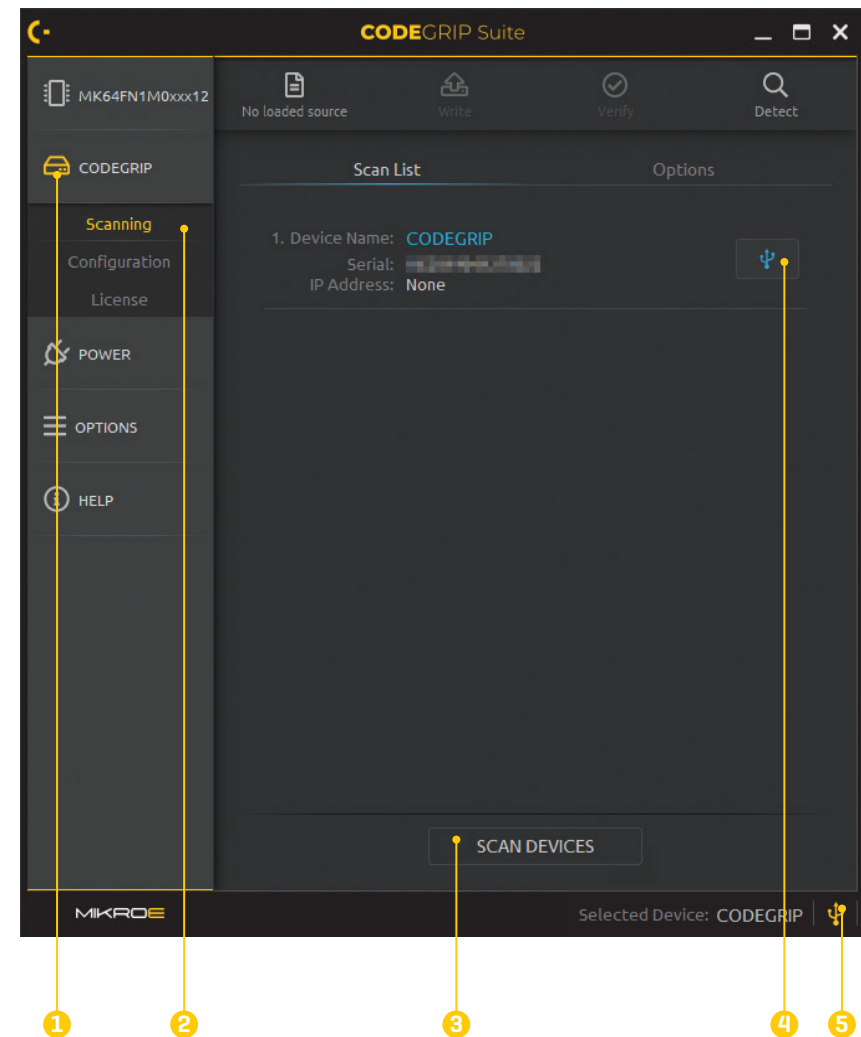 CODEGRIP Suite
MK64FN1M0xxx12
No loaded source
Write
Verify
Detect
CODEGRIP
Scan List
Options
Scanning
Configuration
License
1. Device Name: CODEGRIP
Serial:
IP Address: None
POWER
OPTIONS
HELP
SCAN DEVICES
MIKROE
Selected Device: CODEGRIP
1
2
3
4
5